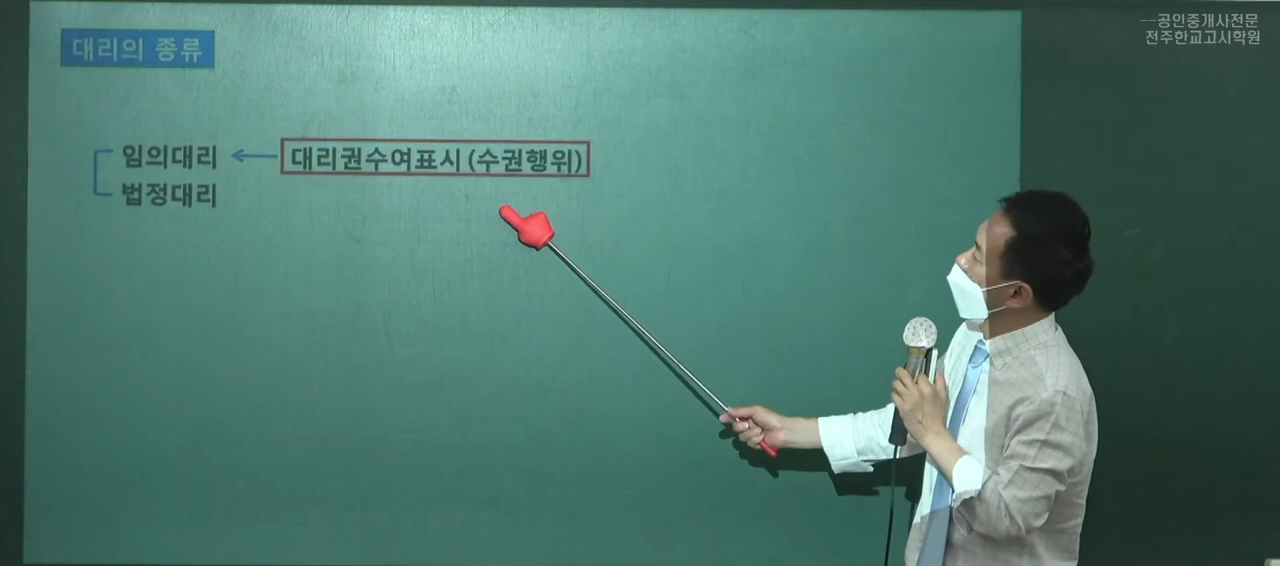 --공인중개사전문
전주한교고시학원
대리의 종류
임의대리 ← 대리권수여표시(수권행위)
법정대리